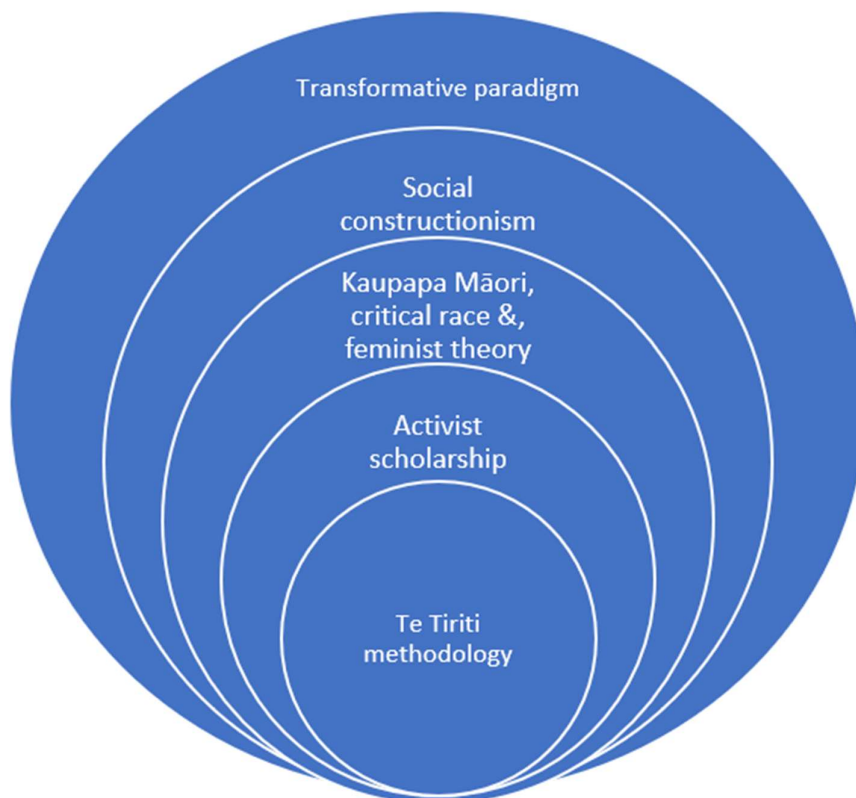 Transformative paradigm
Social
constructionism
Kaupapa Māori,
critical race &,
feminist theory
Activist
scholarship
Te Tiriti
methodology